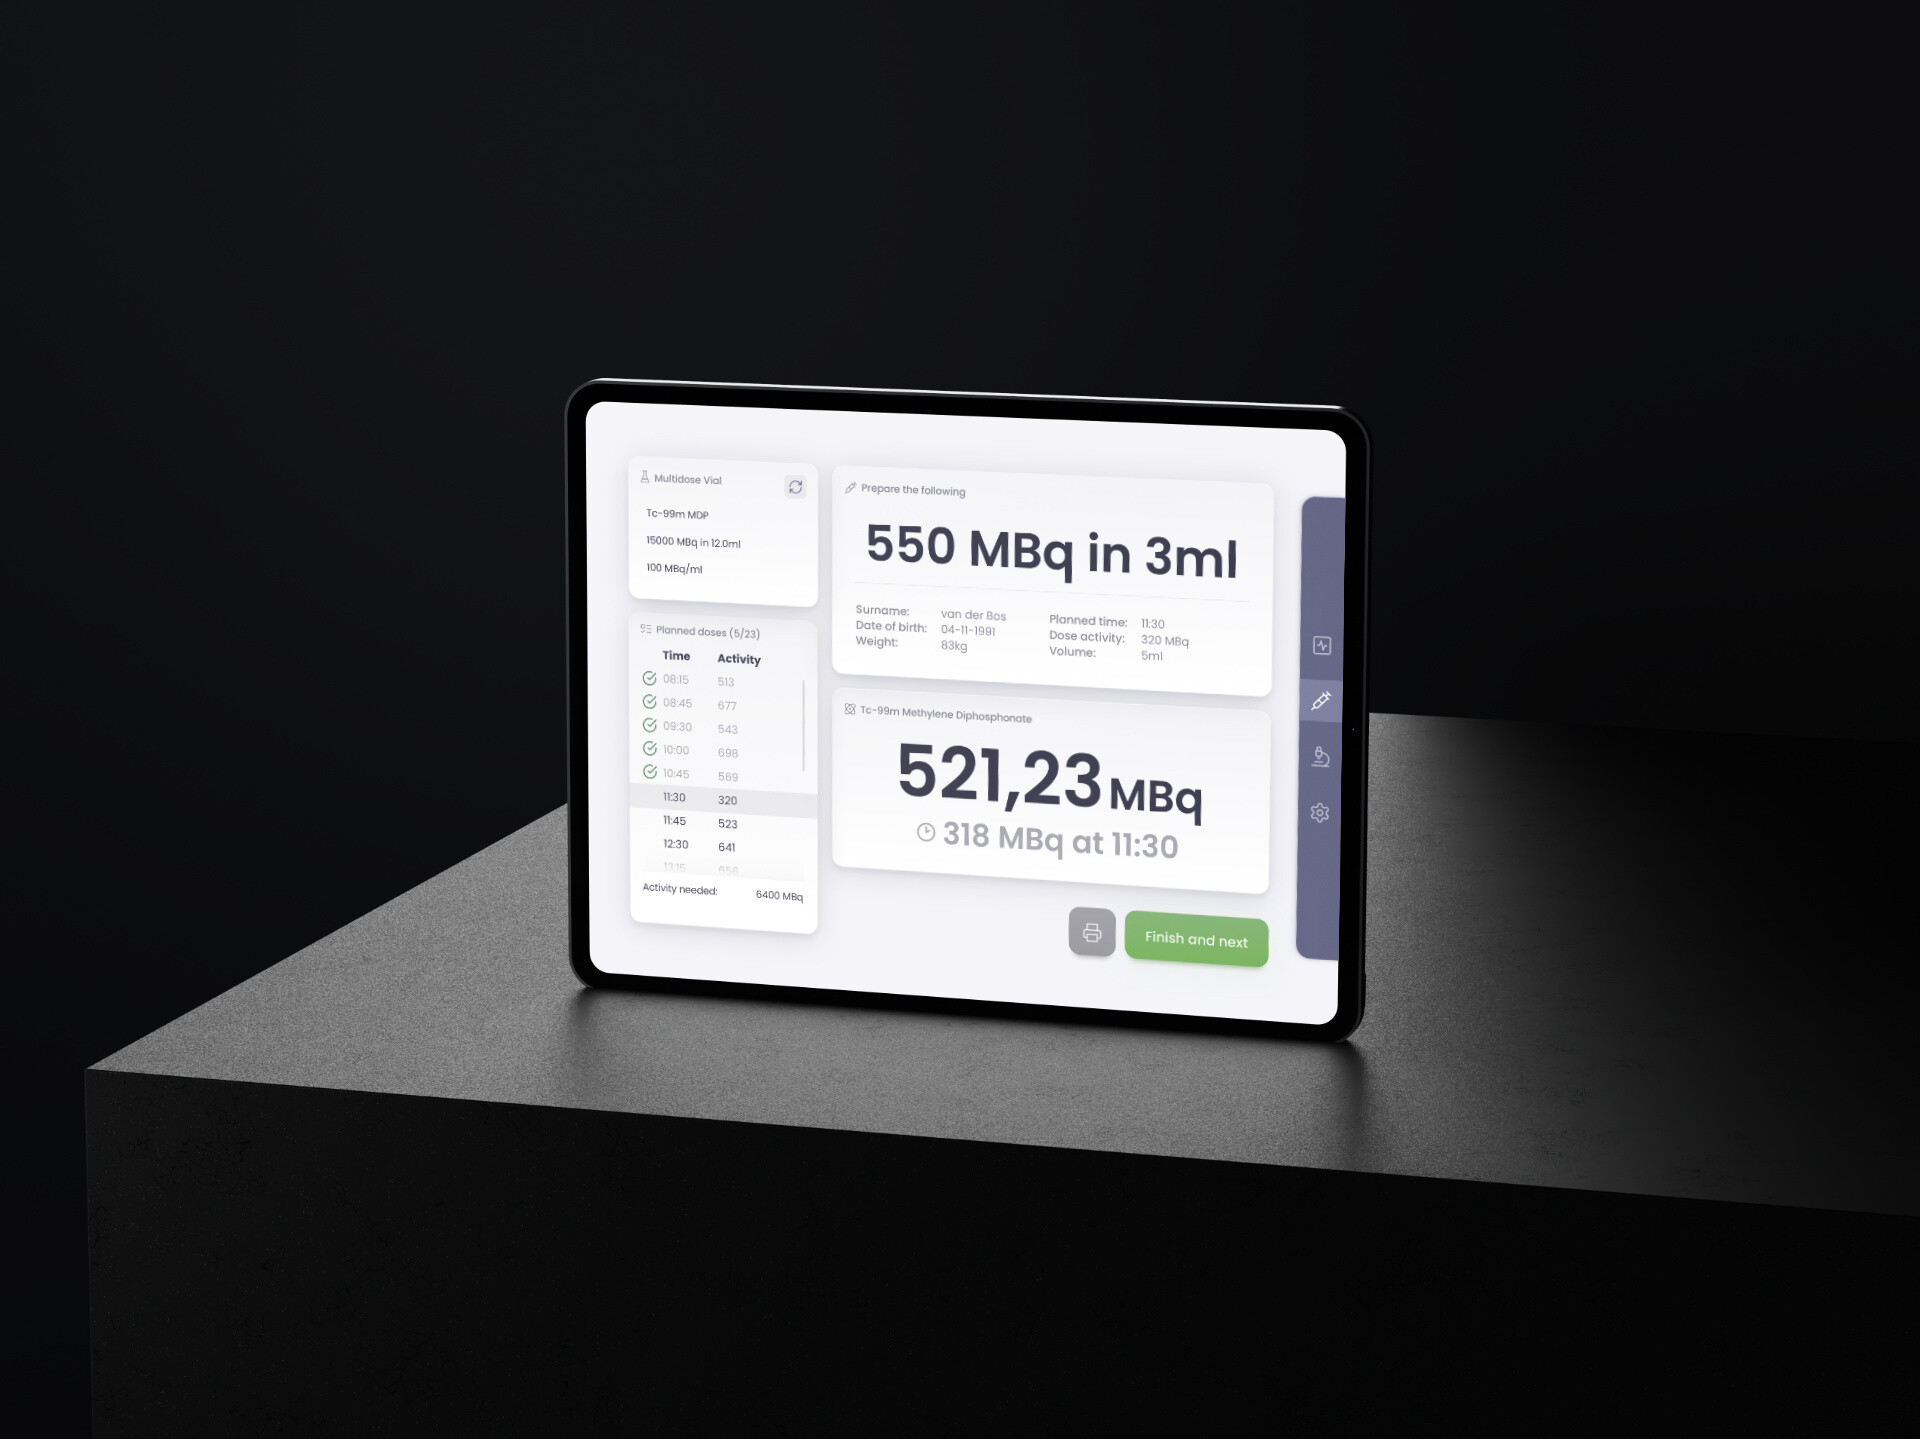 Multidose Vial
Tc-99m MDP
15000 MBq in 12.0ml
100 MBq/ml
Planned doses (5/23)
Time Activity
08:15 513
08:45 677
09:30 543
10:00 698
10:45 569
11:30 320
11:45 523
12:30 641
Activity needed: 6400 MBq
Prepare the following
550 MBq in 3ml
Surname: van der Bos
Date of birth: 04-11-1991
Weight: 83kg
Planned time: 11:30
Dose activity: 320 MBq
Volume: 5ml
Tc-99m Methylene Diphosphonate
521,23 MBq
318 MBq at 11:30
Finish and next